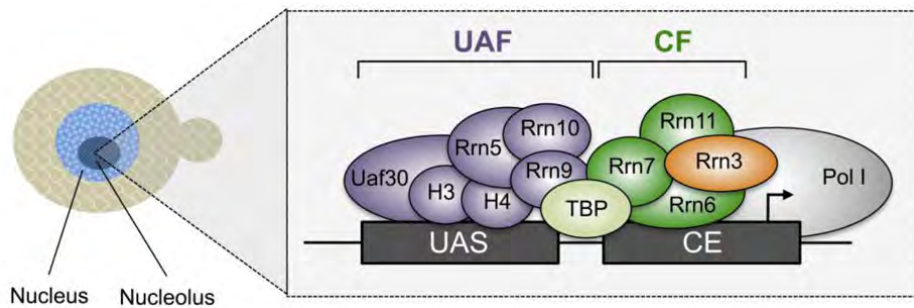 UAF CF
Rrn10 Rrn11
Rrn5
Rrn9 Rrn7 Rrn3
Uaf30 H3 H4 TBP Rrn6 Pol I
UAS CE
Nucleus Nucleolus